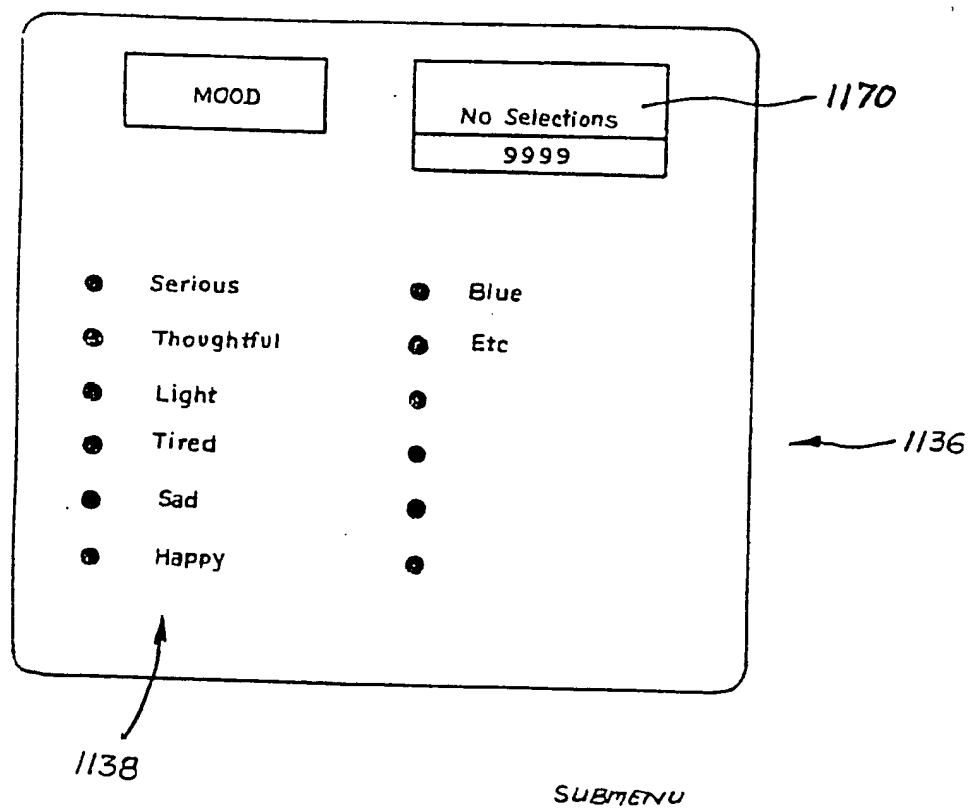 MOOD
No Selections
9999
1170
Serious
Thoughtful
Light
Tired
Sad
Happy
Blue
Etc
1136
1138
SUBMENU